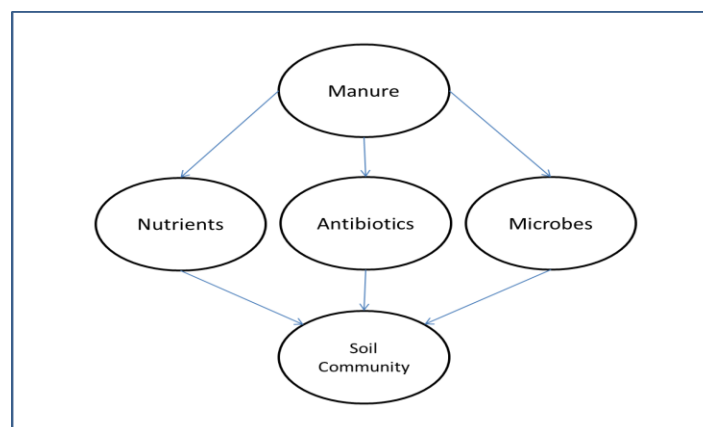 Manure
Nutrients
Antibiotics
Microbes
Soil
Community